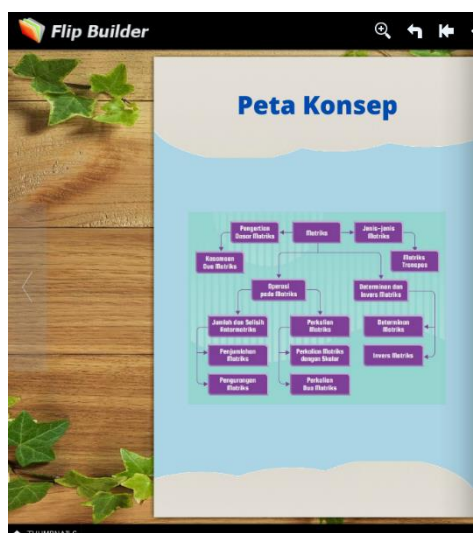 Flip Builder
Peta Konsep
Pengertian
Dasar Matriks
Matriks
Jenis-jenis
Matriks
Kesamaan
Dua Matriks
Matriks
Transpos
Operasi
pada Matriks
Determinan dan
Invers Matriks
Jumlah dan Selisih
Antarmatriks
Perkalian
Matriks
Determinan
Matriks
Penjumlahan
Matriks
Perkalian Matriks
dengan Skalar
Invers Matriks
Pengurangan
Matriks
Perkalian
Dua Matriks
THUMBNAILS